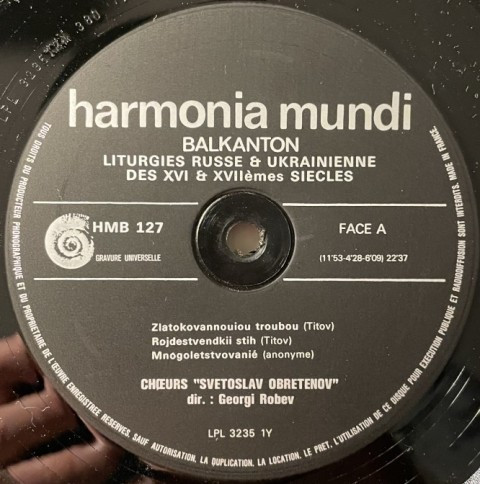 harmonia mundi
BALKANTON
LITURGIES RUSSE & UKRAINIENNE
DES XVI & XVIIèmes SIECLES
HMB 127
GRAVURE UNIVERSELLE
FACE A
(11'53-4'28-6'09) 22'37
Zlatokovannouiou troubou (Titov)
Rojdestvendkii stih (Titov)
Mnogoletstvovanié (anonyme)
CHŒURS "SVETOSLAV OBRETENOV"
dir. : Georgi Robev
LPL 3235 1Y
TOUS DROITS DU PRODUCTEUR PHONOGRAPHIQUE ET DU PROPRIETAIRE DE L'ŒUVRE ENREGISTREE RESERVES. SAUF AUTORISATION, LA DUPLICATION, LA LOCATION, LE PRET, L'UTILISATION DE CE DISQUE POUR EXECUTION PUBLIQUE ET RADIODIFFUSION SONT INTERDITS. MADE IN FRANCE.